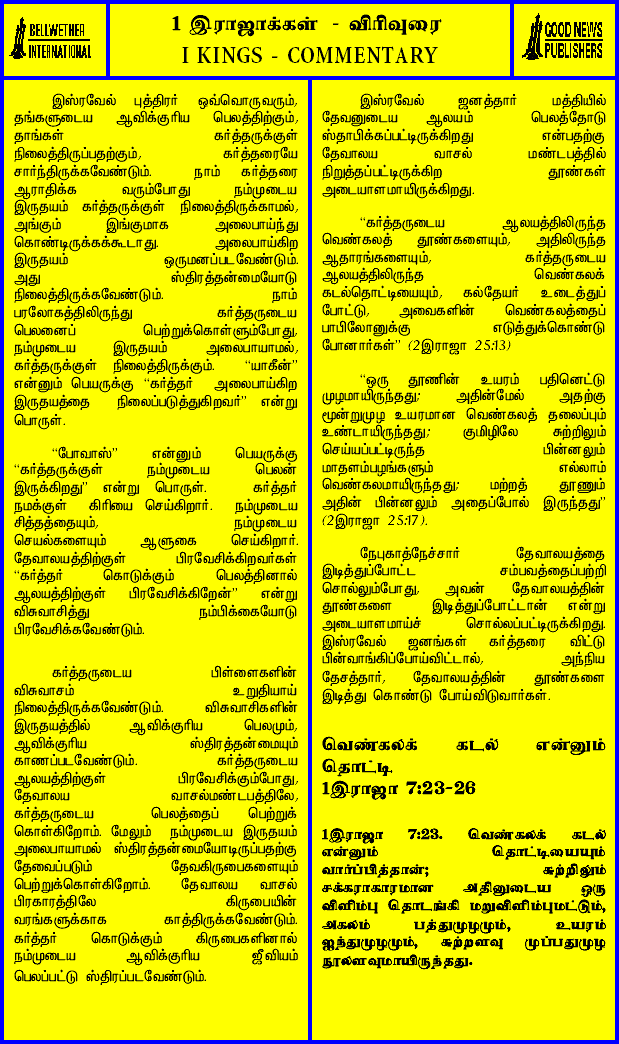 BELLWETHER
INTERNATIONAL
1 இராஜாக்கள் - விரிவுரை
I KINGS - COMMENTARY
GOOD NEWS
PUBLISHERS
இஸ்ரவேல் புத்திரர் ஒவ்வொருவரும்,
தங்களுடைய ஆவிக்குரிய பெலத்திற்கும்,
தாங்கள் கர்த்தருக்குள்
நிலைத்திருப்பதற்கும், கர்த்தரையே
சார்ந்திருக்கவேண்டும். நாம் கர்த்தரை
ஆராதிக்க வரும்போது நம்முடைய
இருதயம் கர்த்தருக்குள் நிலைத்திருக்காமல்,
அங்கும் இங்குமாக அலைபாய்ந்து
கொண்டிருக்கக்கூடாது. அலைபாய்கிற
இருதயம் ஒருமனப்படவேண்டும்.
அது ஸ்திரத்தன்மையோடு
நிலைத்திருக்கவேண்டும். நாம்
பரலோகத்திலிருந்து கர்த்தருடைய
பெலனைப் பெற்றுக்கொள்ளும்போது,
நம்முடைய இருதயம் அலைபாயாமல்,
கர்த்தருக்குள் நிலைத்திருக்கும். “யாகீன்”
என்னும் பெயருக்கு “கர்த்தர் அலைபாய்கிற
இருதயத்தை நிலைப்படுத்துகிறவர்” என்று
பொருள்.
“போவாஸ்” என்னும் பெயருக்கு
“கர்த்தருக்குள் நம்முடைய பெலன்
இருக்கிறது” என்று பொருள். கர்த்தர்
நமக்குள் கிரியை செய்கிறார். நம்முடைய
சித்தத்தையும், நம்முடைய
செயல்களையும் ஆளுகை செய்கிறார்.
தேவாலயத்திற்குள் பிரவேசிக்கிறவர்கள்
“கர்த்தர் கொடுக்கும் பெலத்தினால்
ஆலயத்திற்குள் பிரவேசிக்கிறேன்” என்று
விசுவாசித்து நம்பிக்கையோடு
பிரவேசிக்கவேண்டும்.
கர்த்தருடைய பிள்ளைகளின்
விசுவாசம் உறுதியாய்
நிலைத்திருக்கவேண்டும். விசுவாசிகளின்
இருதயத்தில் ஆவிக்குரிய பெலமும்,
ஆவிக்குரிய ஸ்திரத்தன்மையும்
காணப்படவேண்டும். கர்த்தருடைய
ஆலயத்திற்குள் பிரவேசிக்கும்போது,
தேவாலய வாசல்மண்டபத்திலே,
கர்த்தருடைய பெலத்தைப் பெற்றுக்
கொள்கிறோம். மேலும் நம்முடைய இருதயம்
அலைபாயாமல் ஸ்திரத்தன்மையோடிருப்பதற்கு
தேவைப்படும் தேவகிருபைகளையும்
பெற்றுக்கொள்கிறோம். தேவாலய வாசல்
பிரகாரத்திலே கிருபையின்
வரங்களுக்காக காத்திருக்கவேண்டும்.
கர்த்தர் கொடுக்கும் கிருபைகளினால்
நம்முடைய ஆவிக்குரிய ஜீவியம்
பெலப்பட்டு ஸ்திரப்படவேண்டும்.
இஸ்ரவேல் ஜனத்தார் மத்தியில்
தேவனுடைய ஆலயம் பெலத்தோடு
ஸ்தாபிக்கப்பட்டிருக்கிறது என்பதற்கு
தேவாலய வாசல் மண்டபத்தில்
நிறுத்தப்பட்டிருக்கிற தூண்கள்
அடையாளமாயிருக்கிறது.
“கர்த்தருடைய ஆலயத்திலிருந்த
வெண்கலத் தூண்களையும், அதிலிருந்த
ஆதாரங்களையும், கர்த்தருடைய
ஆலயத்திலிருந்த வெண்கலக்
கடல்தொட்டியையும், கல்தேயர் உடைத்துப்
போட்டு, அவைகளின் வெண்கலத்தைப்
பாபிலோனுக்கு எடுத்துக்கொண்டு
போனார்கள்” (2இராஜா 25:13)
“ஒரு தூணின் உயரம் பதினெட்டு
முழமாயிருந்தது; அதின்மேல் அதற்கு
மூன்றுமுழ உயரமான வெண்கலத் தலைப்பும்
உண்டாயிருந்தது; குமிழிலே சுற்றிலும்
செய்யப்பட்டிருந்த பின்னலும்
மாதளம்பழங்களும் எல்லாம்
வெண்கலமாயிருந்தது; மற்றத் தூணும்
அதின் பின்னலும் அதைப்போல் இருந்தது”
(2இராஜா 25:17).
நேபுகாத்நேச்சார் தேவாலயத்தை
இடித்துப்போட்ட சம்பவத்தைப்பற்றி
சொல்லும்போது, அவன் தேவாலயத்தின்
தூண்களை இடித்துப்போட்டான் என்று
அடையாளமாய்ச் சொல்லப்பட்டிருக்கிறது.
இஸ்ரவேல் ஜனங்கள் கர்த்தரை விட்டு
பின்வாங்கிப்போய்விட்டால், அந்நிய
தேசத்தார், தேவாலயத்தின் தூண்களை
இடித்து கொண்டு போய்விடுவார்கள்.
வெண்கலக் கடல் என்னும்
தொட்டி
1இராஜா 7:23-26
1இராஜா 7:23. வெண்கலக் கடல்
என்னும் தொட்டியையும்
வார்ப்பித்தான்; சுற்றிலும்
சக்கராகாரமான அதினுடைய ஒரு
விளிம்பு தொடங்கி மறுவிளிம்புமட்டும்,
அகலம் பத்துமுழமும், உயரம்
ஐந்துமுழமும், சுற்றளவு முப்பதுமுழ
நூலளவுமாயிருந்தது.